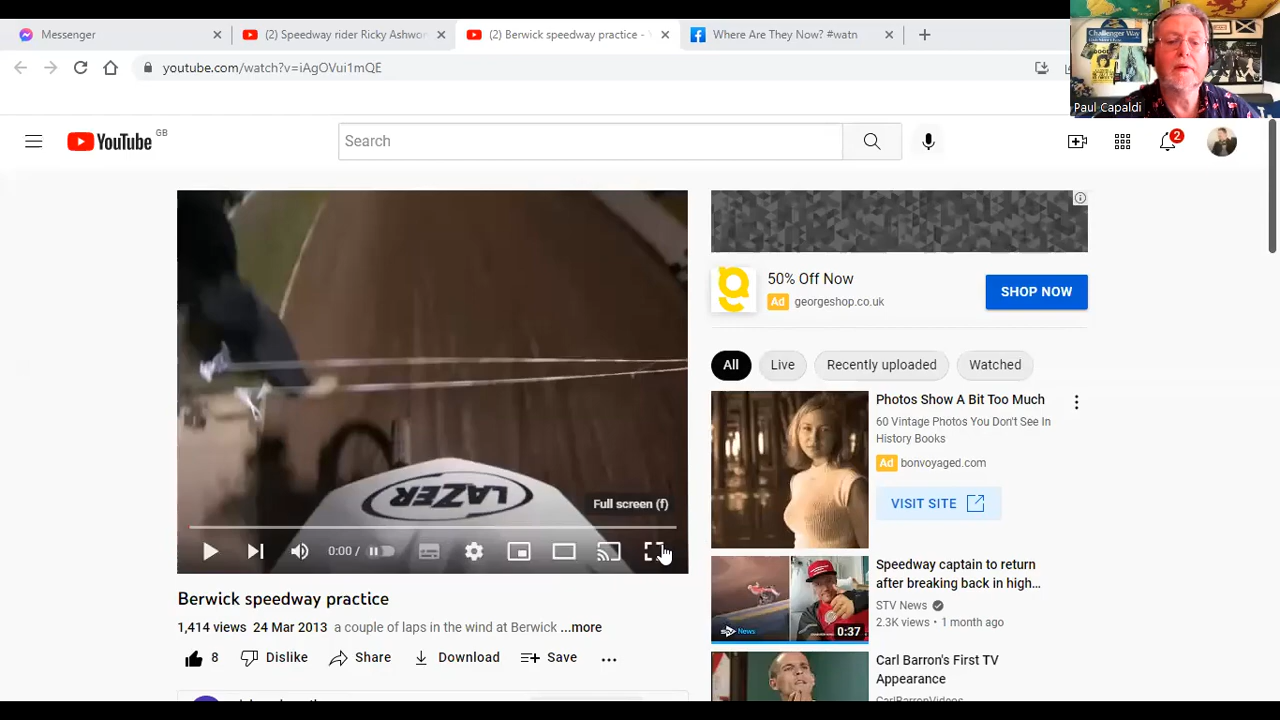 Messenger
(2) Speedway rider Ricky Ashwo
(2) Berwick speedway practice -
Where Are They Now? #watn
youtube.com/watch?v=iAgOVui1mQE
Challenger Way
Paul Capaldi
YouTube
GB
Search
2
50% Off Now
Ad georgeshop.co.uk
SHOP NOW
All
Live
Recently uploaded
Watched
LAZER
Full screen (f)
0:00 /
Photos Show A Bit Too Much
60 Vintage Photos You Don't See In
History Books
Ad bonvoyaged.com
VISIT SITE
Berwick speedway practice
1,414 views 24 Mar 2013 a couple of laps in the wind at Berwick ...more
8
Dislike
Share
Download
Save
News
0:37
Speedway captain to return
after breaking back in high...
STV News
2.3K views • 1 month ago
Carl Barron's First TV
Appearance
CarlBarronVideos